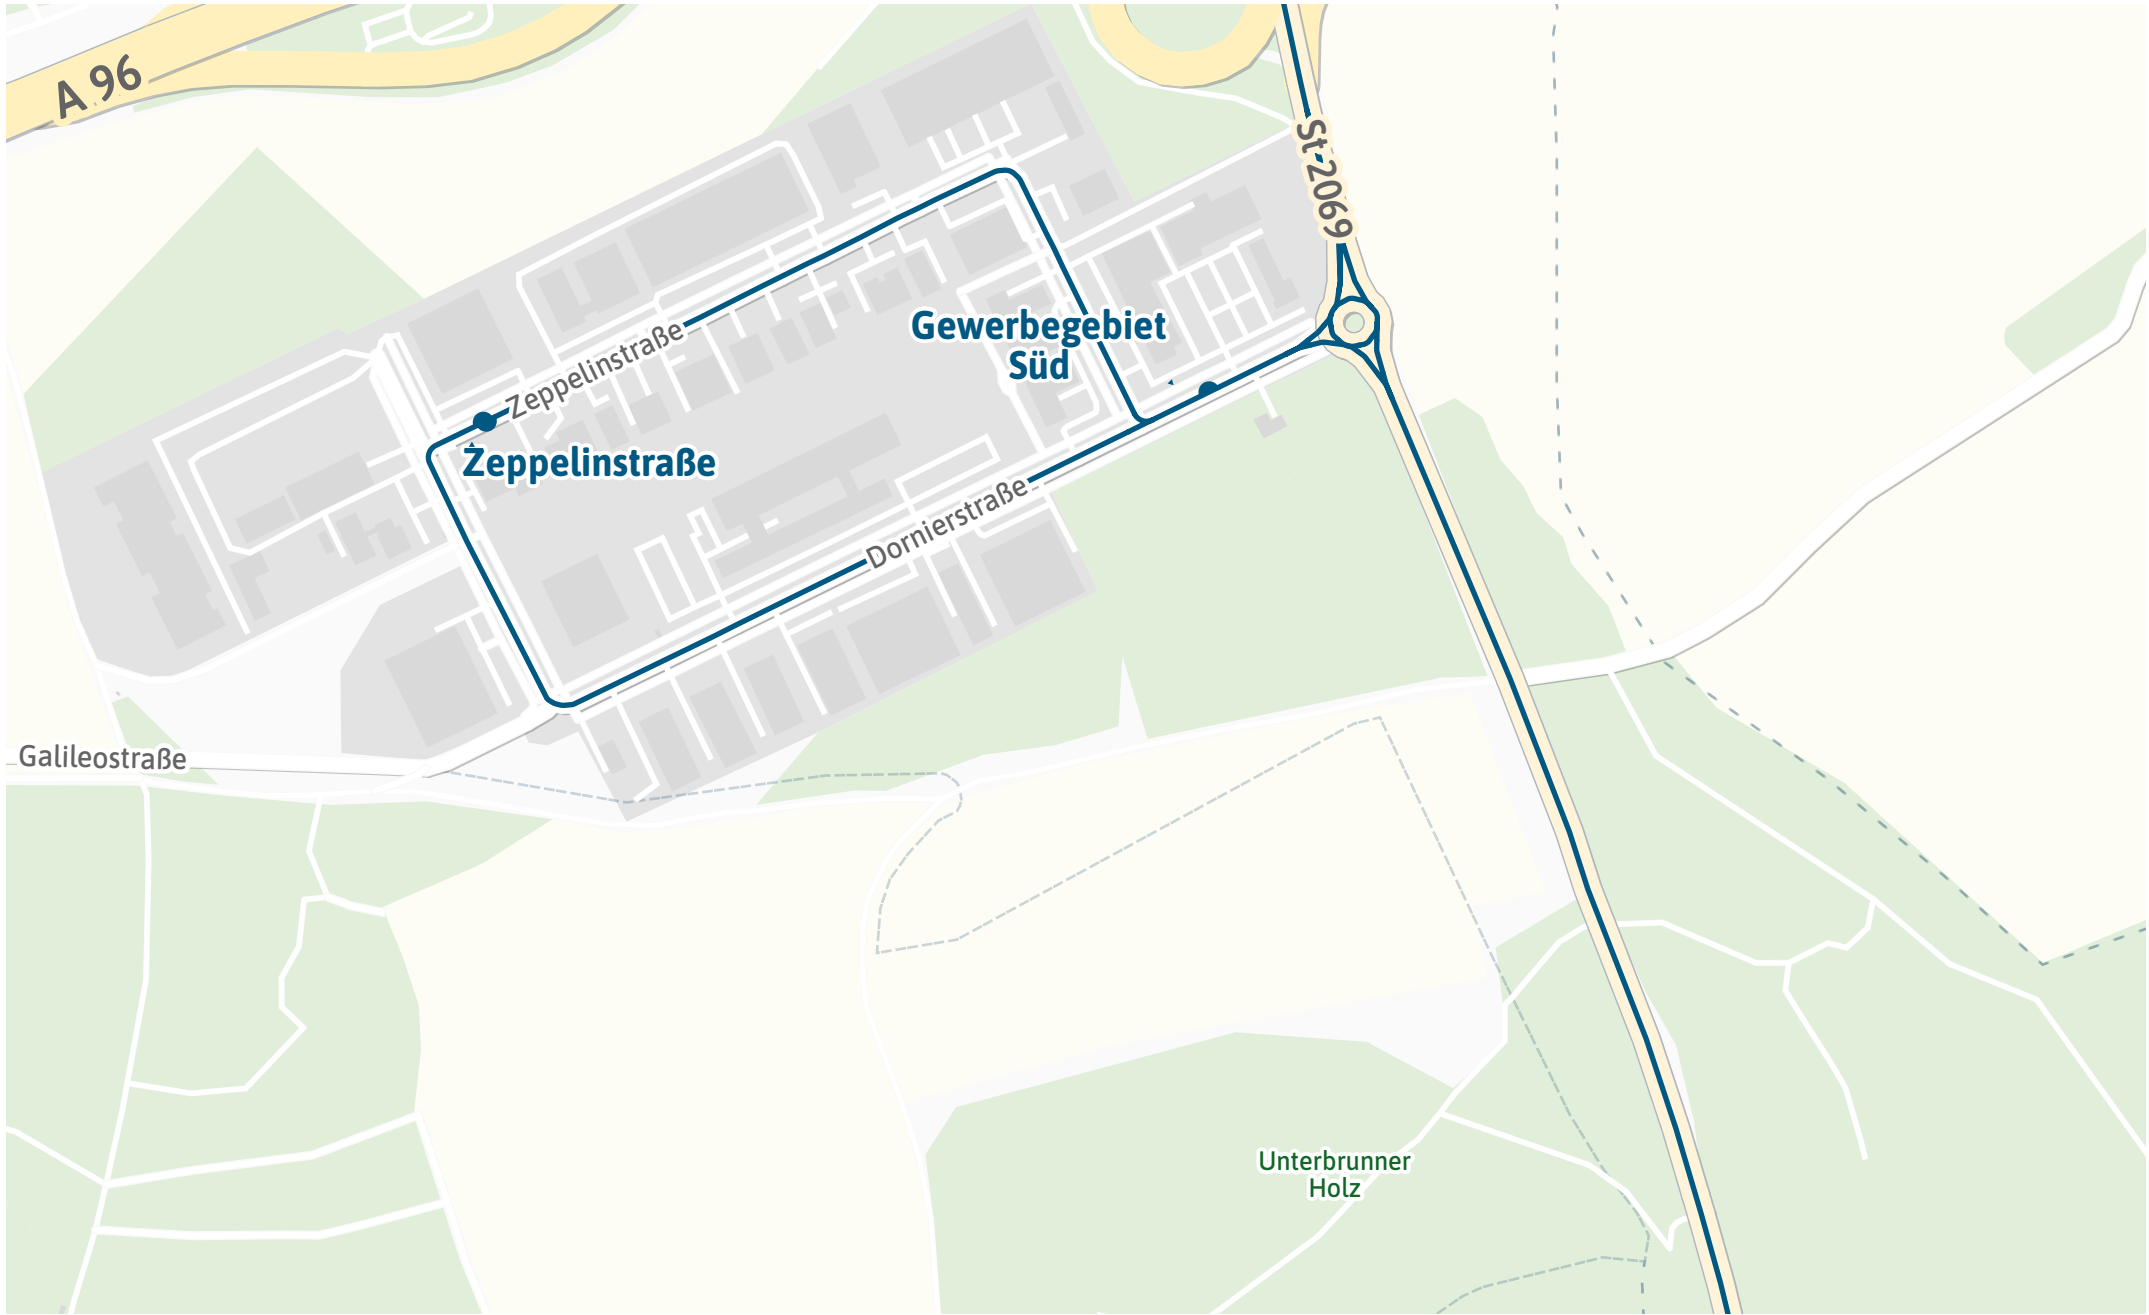 A 96
St 2069
Gewerbegebiet
Süd
Zeppelinstraße
Zeppelinstraße
Dornierstraße
Galileostraße
Unterbrunner
Holz